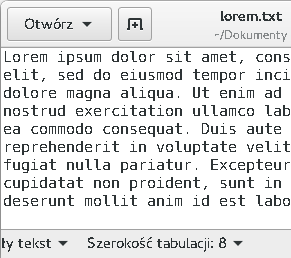 Otwórz
lorem.txt
~/Dokumenty
Lorem ipsum dolor sit amet, cons
elit, sed do eiusmod tempor inci
dolore magna aliqua. Ut enim ad
nostrud exercitation ullamco lab
ea commodo consequat. Duis aute
reprehenderit in voluptate velit
fugiat nulla pariatur. Excepteur
cupidatat non proident, sunt in
deserunt mollit anim id est labo
ły tekst Szerokość tabulacji: 8